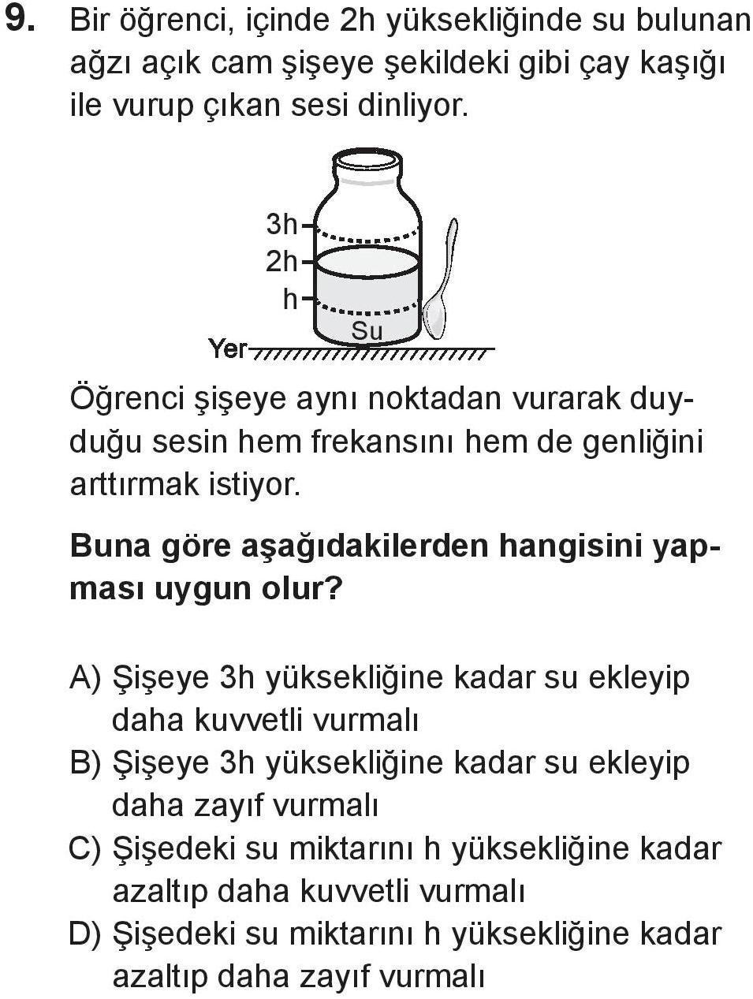 9. Bir öğrenci, içinde 2h yüksekliğinde su bulunan
ağzı açık cam şişeye şekildeki gibi çay kaşığı
ile vurup çıkan sesi dinliyor.
3h
2h
h
Su
Yer
Öğrenci şişeye aynı noktadan vurarak duy-
duğu sesin hem frekansını hem de genliğini
arttırmak istiyor.
Buna göre aşağıdakilerden hangisini yap-
ması uygun olur?
A) Şişeye 3h yüksekliğine kadar su ekleyip
daha kuvvetli vurmalı
B) Şişeye 3h yüksekliğine kadar su ekleyip
daha zayıf vurmalı
C) Şişedeki su miktarını h yüksekliğine kadar
azaltıp daha kuvvetli vurmalı
D) Şişedeki su miktarını h yüksekliğine kadar
azaltıp daha zayıf vurmalı